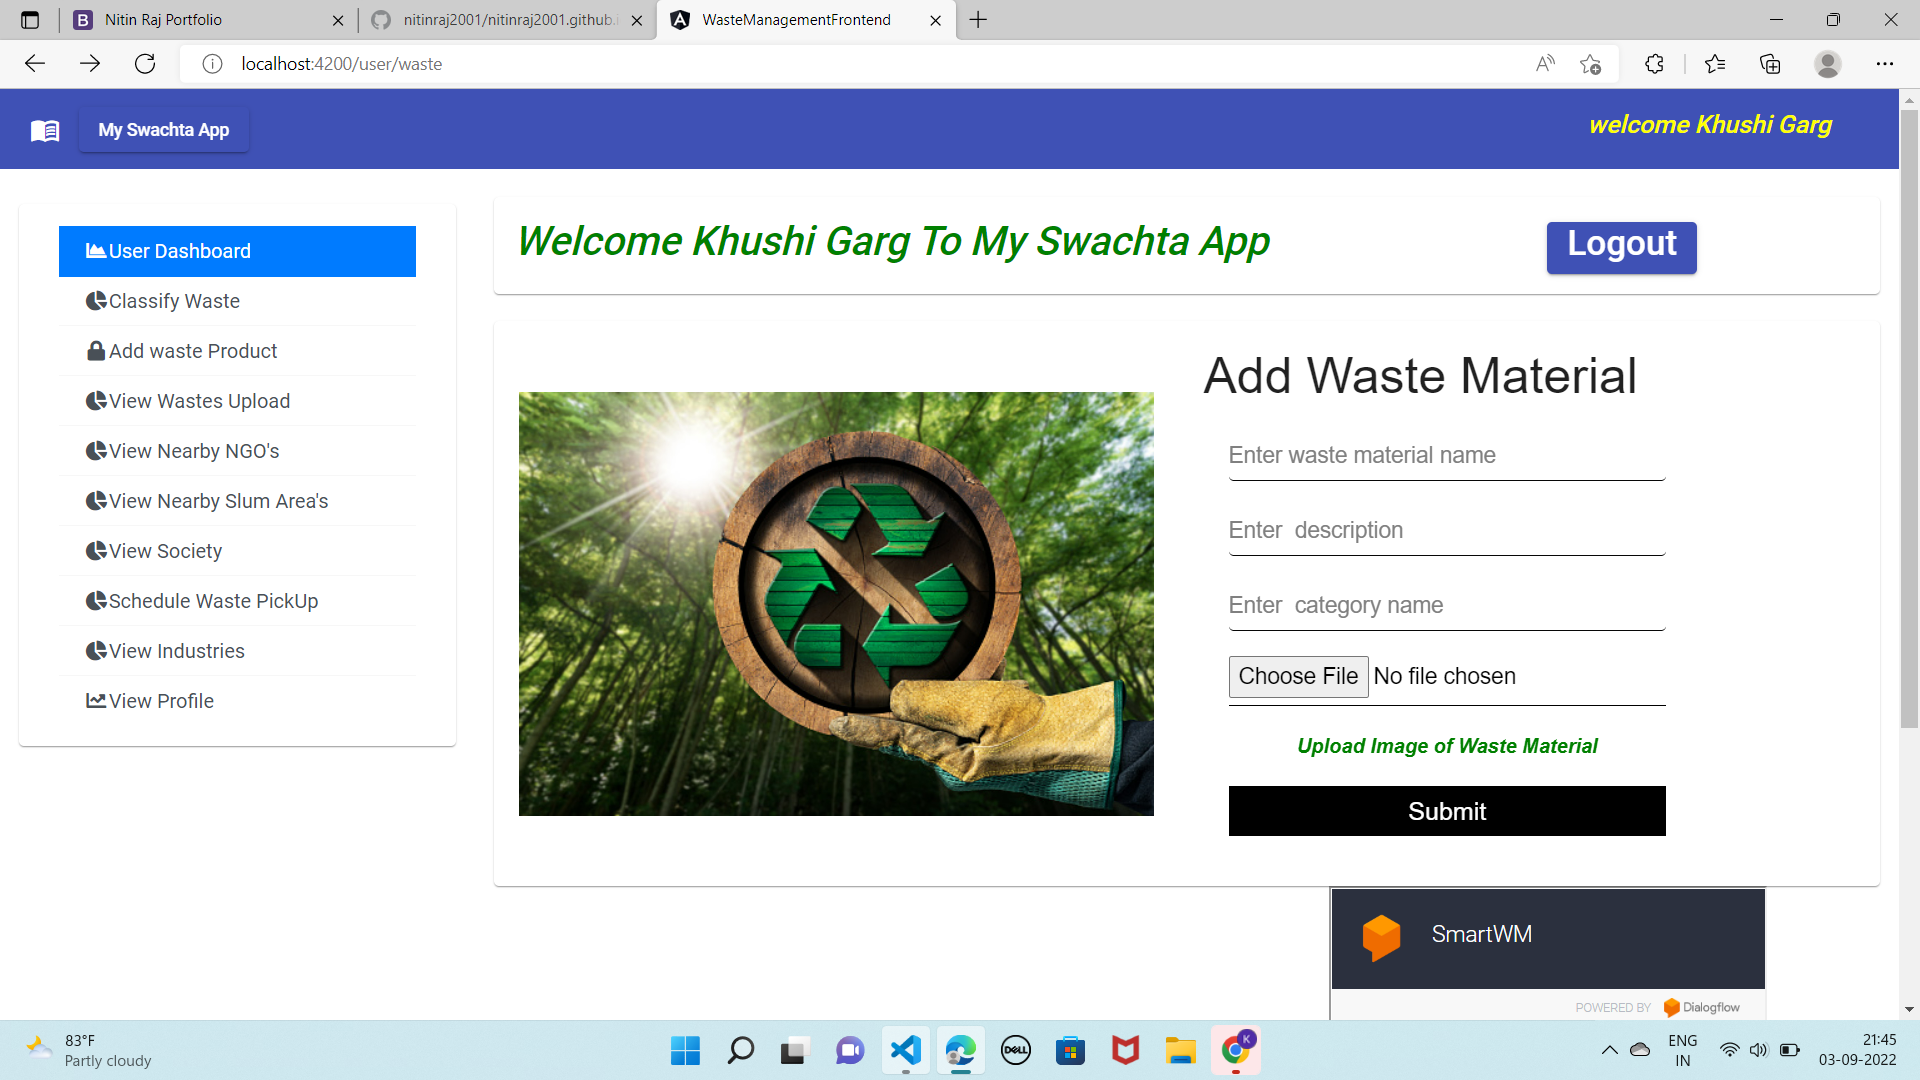 Nitin Raj Portfolio
nitinraj2001/nitinraj2001.github.i
WasteManagementFrontend
localhost:4200/user/waste
My Swachta App
welcome Khushi Garg
User Dashboard
Classify Waste
Add waste Product
View Wastes Upload
View Nearby NGO's
View Nearby Slum Area's
View Society
Schedule Waste PickUp
View Industries
View Profile
Welcome Khushi Garg To My Swachta App
Logout
Add Waste Material
Enter waste material name
Enter  description
Enter  category name
Choose File No file chosen
Upload Image of Waste Material
Submit
SmartWM
POWERED BY Dialogflow
83°F
Partly cloudy
DELL
K
ENG
IN
21:45
03-09-2022